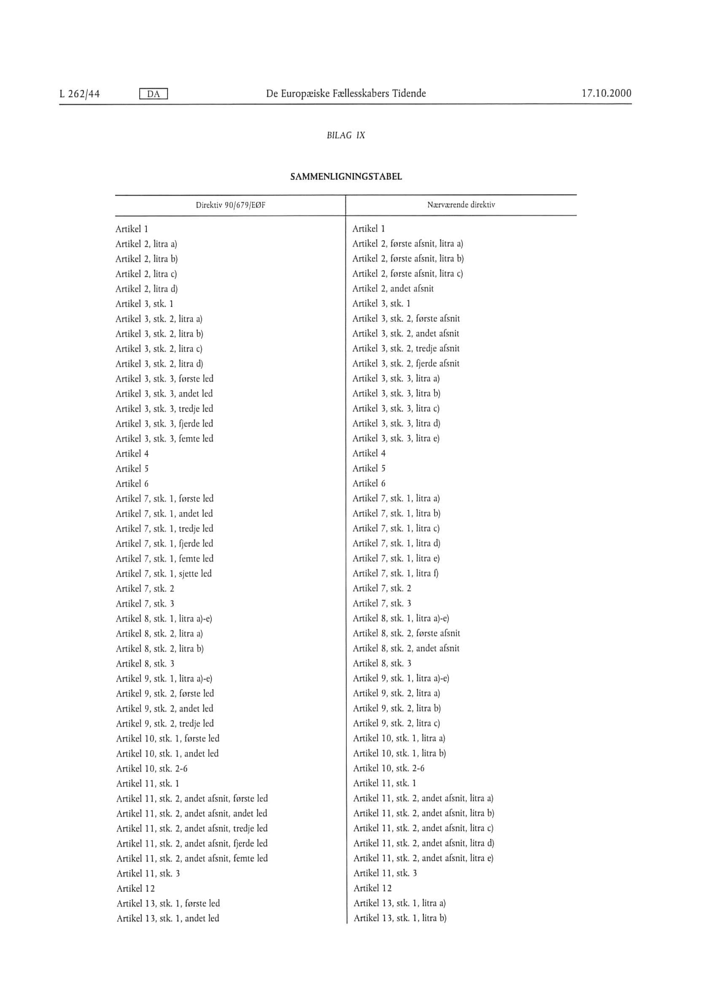 L 262/44 DA De Europæiske Fællesskabers Tidende 17.10.2000
BILAG IX
SAMMENLIGNINGSTABEL
Direktiv 90/679/EØF Nærværende direktiv
Artikel 1 Artikel 1
Artikel 2, litra a) Artikel 2, første afsnit, litra a)
Artikel 2, litra b) Artikel 2, første afsnit, litra b)
Artikel 2, litra c) Artikel 2, første afsnit, litra c)
Artikel 2, litra d) Artikel 2, andet afsnit
Artikel 3, stk. 1 Artikel 3, stk. 1
Artikel 3, stk. 2, litra a) Artikel 3, stk. 2, første afsnit
Artikel 3, stk. 2, litra b) Artikel 3, stk. 2, andet afsnit
Artikel 3, stk. 2, litra c) Artikel 3, stk. 2, tredje afsnit
Artikel 3, stk. 2, litra d) Artikel 3, stk. 2, fjerde afsnit
Artikel 3, stk. 3, første led Artikel 3, stk. 3, litra a)
Artikel 3, stk. 3, andet led Artikel 3, stk. 3, litra b)
Artikel 3, stk. 3, tredje led Artikel 3, stk. 3, litra c)
Artikel 3, stk. 3, fjerde led Artikel 3, stk. 3, litra d)
Artikel 3, stk. 3, femte led Artikel 3, stk. 3, litra e)
Artikel 4 Artikel 4
Artikel 5 Artikel 5
Artikel 6 Artikel 6
Artikel 7, stk. 1, første led Artikel 7, stk. 1, litra a)
Artikel 7, stk. 1, andet led Artikel 7, stk. 1, litra b)
Artikel 7, stk. 1, tredje led Artikel 7, stk. 1, litra c)
Artikel 7, stk. 1, fjerde led Artikel 7, stk. 1, litra d)
Artikel 7, stk. 1, femte led Artikel 7, stk. 1, litra e)
Artikel 7, stk. 1, sjette led Artikel 7, stk. 1, litra f)
Artikel 7, stk. 2 Artikel 7, stk. 2
Artikel 7, stk. 3 Artikel 7, stk. 3
Artikel 8, stk. 1, litra a)-e) Artikel 8, stk. 1, litra a)-e)
Artikel 8, stk. 2, litra a) Artikel 8, stk. 2, første afsnit
Artikel 8, stk. 2, litra b) Artikel 8, stk. 2, andet afsnit
Artikel 8, stk. 3 Artikel 8, stk. 3
Artikel 9, stk. 1, litra a)-e) Artikel 9, stk. 1, litra a)-e)
Artikel 9, stk. 2, første led Artikel 9, stk. 2, litra a)
Artikel 9, stk. 2, andet led Artikel 9, stk. 2, litra b)
Artikel 9, stk. 2, tredje led Artikel 9, stk. 2, litra c)
Artikel 10, stk. 1, første led Artikel 10, stk. 1, litra a)
Artikel 10, stk. 1, andet led Artikel 10, stk. 1, litra b)
Artikel 10, stk. 2-6 Artikel 10, stk. 2-6
Artikel 11, stk. 1 Artikel 11, stk. 1
Artikel 11, stk. 2, andet afsnit, første led Artikel 11, stk. 2, andet afsnit, litra a)
Artikel 11, stk. 2, andet afsnit, andet led Artikel 11, stk. 2, andet afsnit, litra b)
Artikel 11, stk. 2, andet afsnit, tredje led Artikel 11, stk. 2, andet afsnit, litra c)
Artikel 11, stk. 2, andet afsnit, fjerde led Artikel 11, stk. 2, andet afsnit, litra d)
Artikel 11, stk. 2, andet afsnit, femte led Artikel 11, stk. 2, andet afsnit, litra e)
Artikel 11, stk. 3 Artikel 11, stk. 3
Artikel 12 Artikel 12
Artikel 13, stk. 1, første led Artikel 13, stk. 1, litra a)
Artikel 13, stk. 1, andet led Artikel 13, stk. 1, litra b)